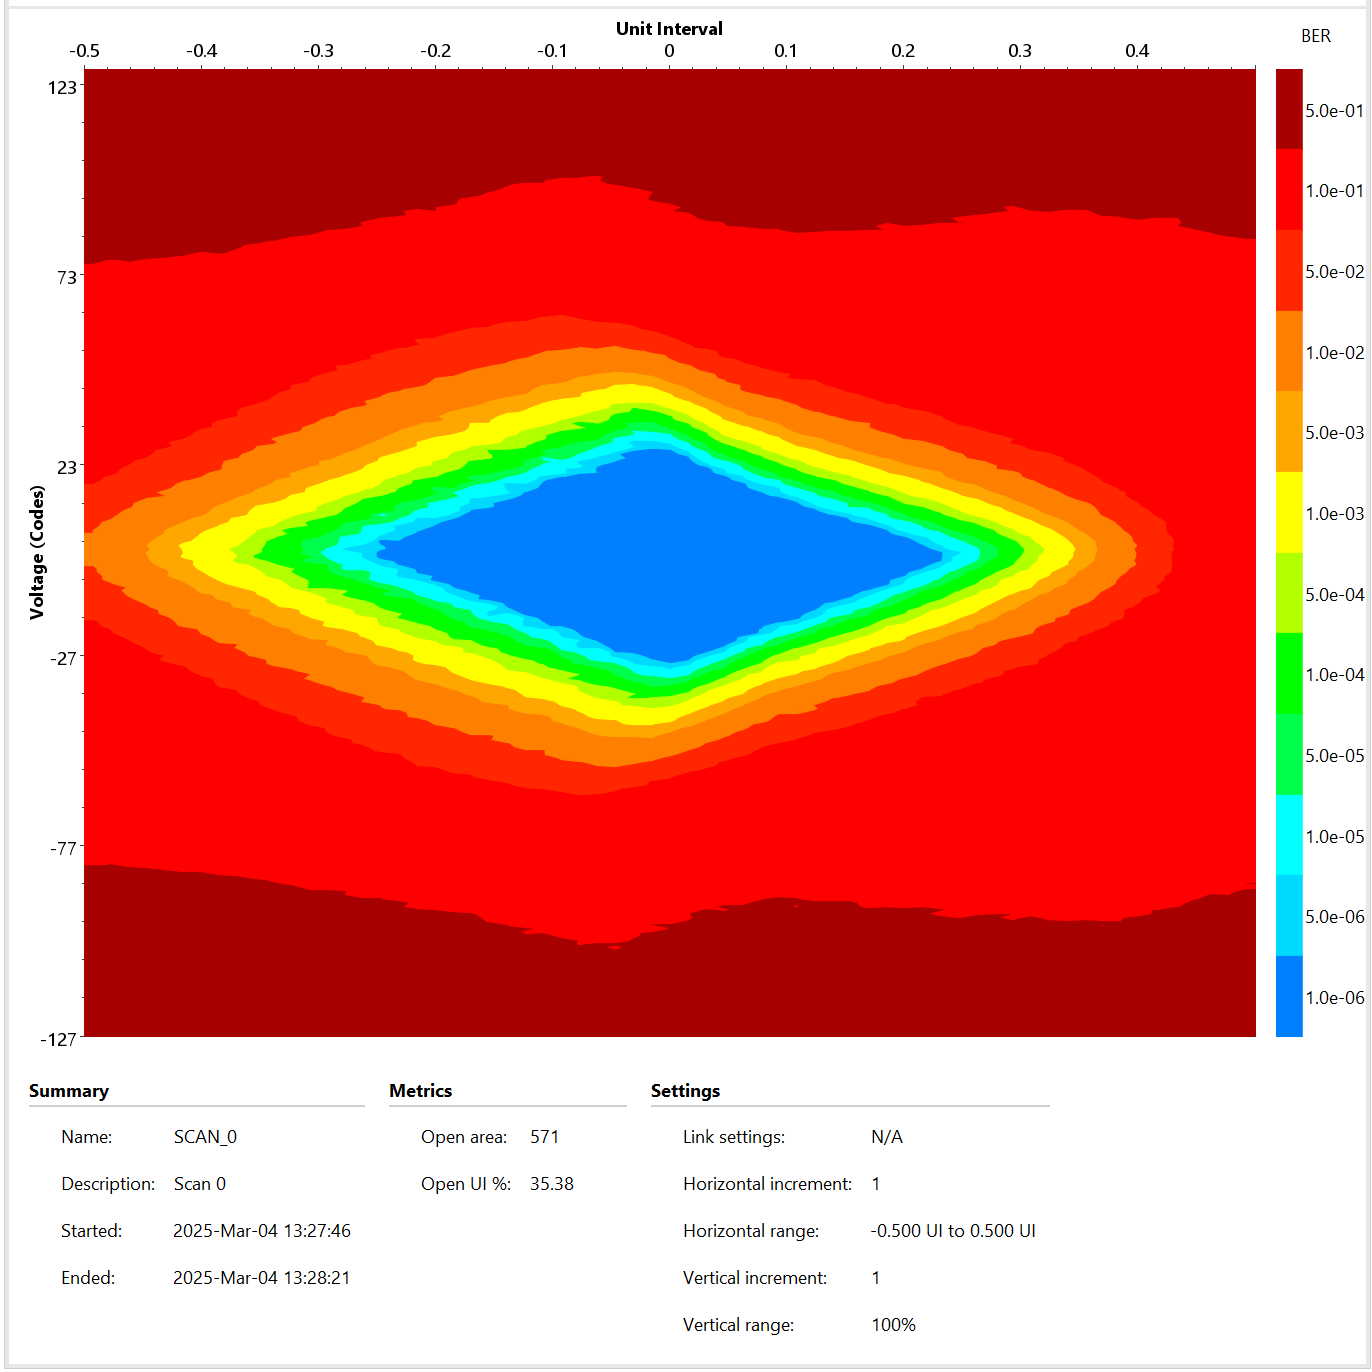 Unit Interval
BER
-0.5 -0.4 -0.3 -0.2 -0.1 0 0.1 0.2 0.3 0.4
123
73
23
-27
-77
-127
Voltage (Codes)
5.0e-01
1.0e-01
5.0e-02
1.0e-02
5.0e-03
1.0e-03
5.0e-04
1.0e-04
5.0e-05
1.0e-05
5.0e-06
1.0e-06
Summary
Name: SCAN_0
Description: Scan 0
Started: 2025-Mar-04 13:27:46
Ended: 2025-Mar-04 13:28:21
Metrics
Open area: 571
Open UI %: 35.38
Settings
Link settings: N/A
Horizontal increment: 1
Horizontal range: -0.500 UI to 0.500 UI
Vertical increment: 1
Vertical range: 100%